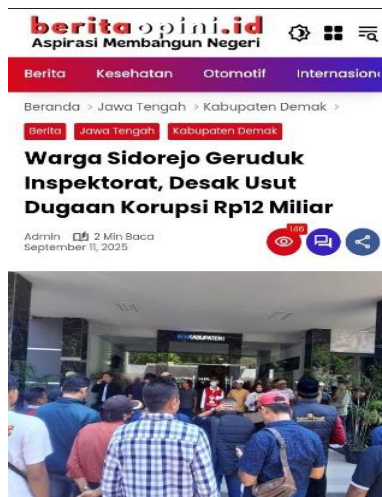 beritaopini.id
Aspirasi Membangun Negeri
Berita Kesehatan Otomotif Internasion
Beranda > Jawa Tengah > Kabupaten Demak >
Berita Jawa Tengah Kabupaten Demak
Warga Sidorejo Geruduk
Inspektorat, Desak Usut
Dugaan Korupsi Rp12 Miliar
Admin 2 Min Baca
September 11, 2025
146
KABUPATEN